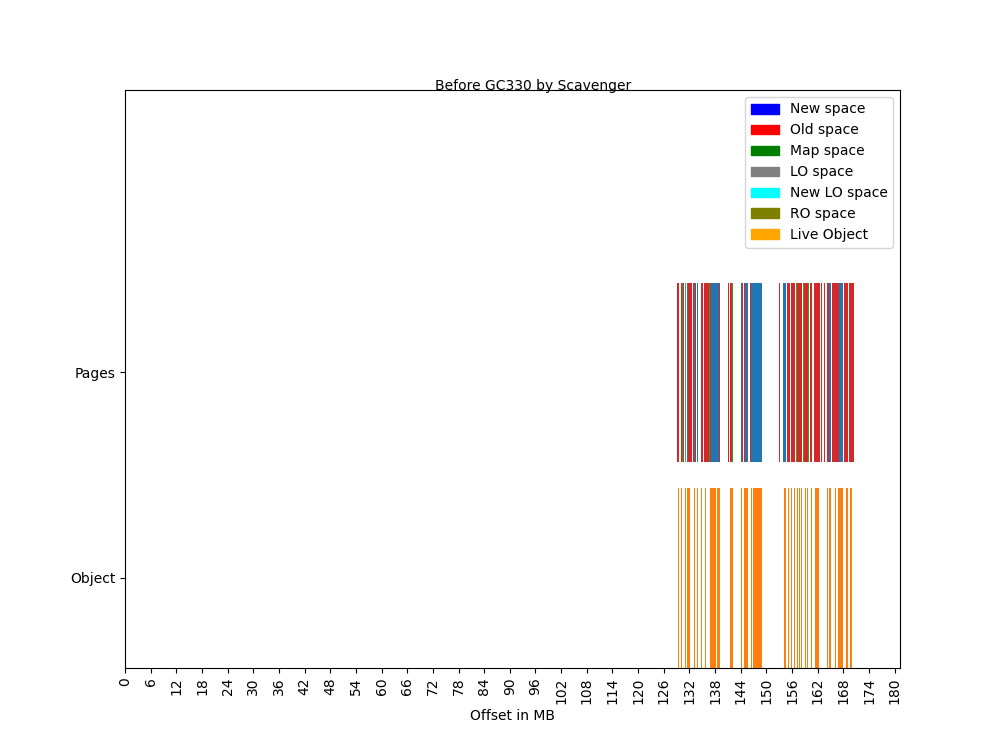 Before GC330 by Scavenger
New space
Old space
Map space
LO space
New LO space
RO space
Live Object
Pages
Object
0 6 12 18 24 30 36 42 48 54 60 66 72 78 84 90 96 102 108 114 120 126 132 138 144 150 156 162 168 174 180
Offset in MB